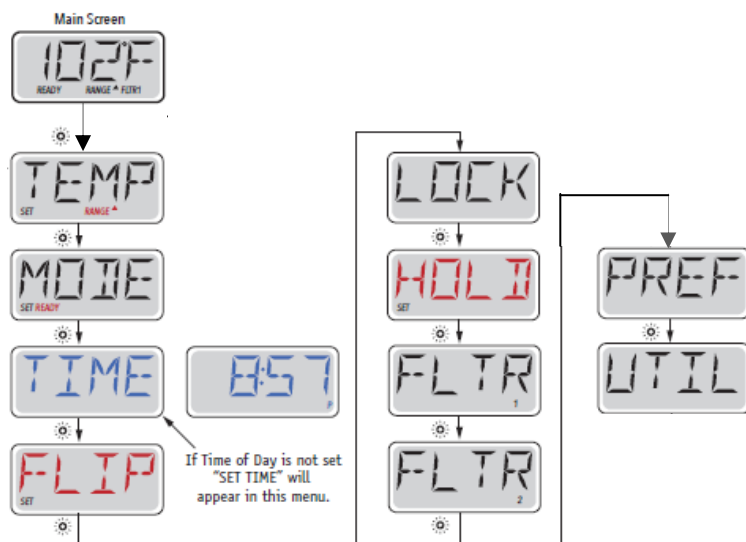 Main Screen
102°F
READY RANGE ▲ FLTR1
TEMP
SET RANGE ▲
MODE
SET READY
TIME
8:57
P
If Time of Day is not set
"SET TIME" will
appear in this menu.
FLIP
SET
LOCK
HOLD
SET
FLTR
1
FLTR
2
PREF
UTIL